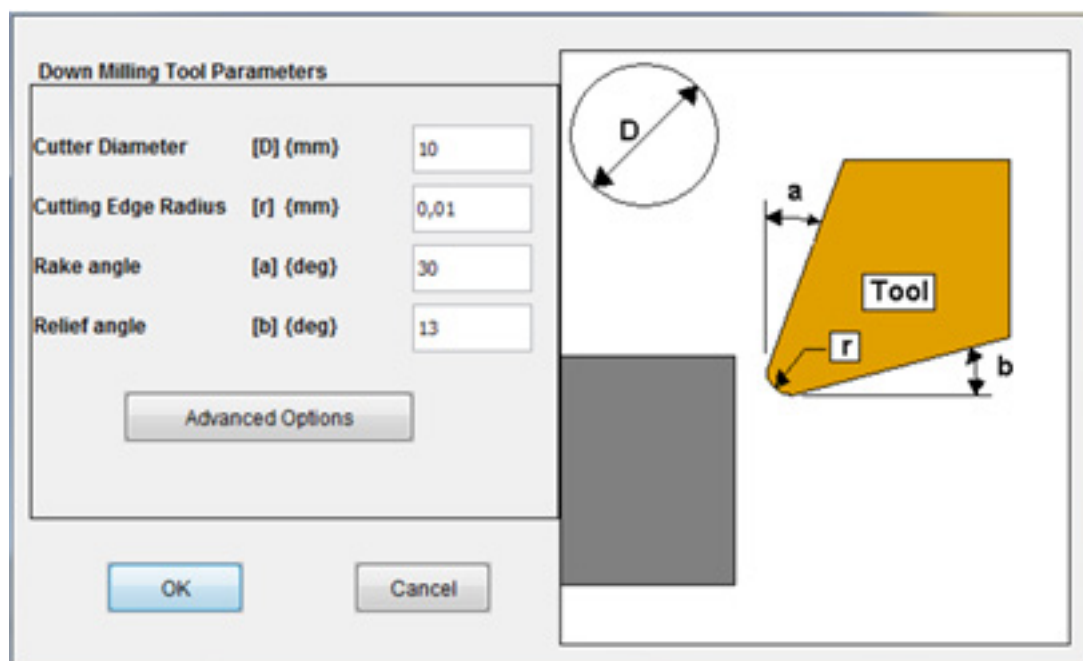 Down Milling Tool Parameters
Cutter Diameter [D] {mm} 10
Cutting Edge Radius [r] {mm} 0,01
Rake angle [a] {deg} 30
Relief angle [b] {deg} 13
Advanced Options
OK Cancel
D
a
Tool
r
b